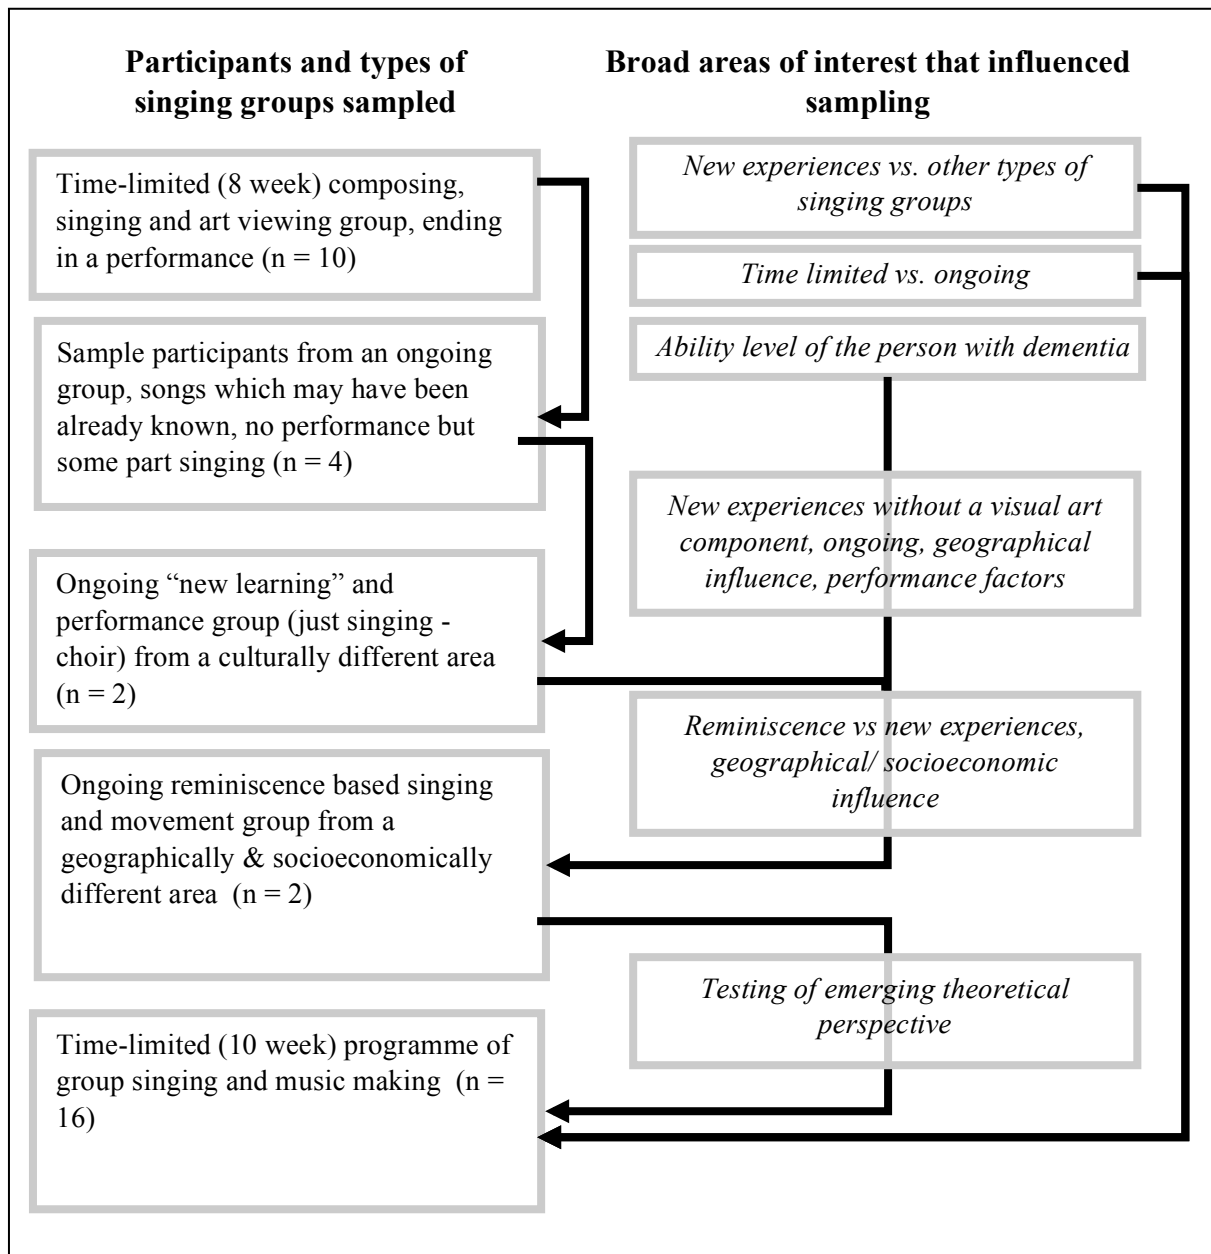 Participants and types of
singing groups sampled
Time-limited (8 week) composing,
singing and art viewing group, ending
in a performance (n = 10)
Sample participants from an ongoing
group, songs which may have been
already known, no performance but
some part singing (n = 4)
Ongoing “new learning” and
performance group (just singing -
choir) from a culturally different area
(n = 2)
Ongoing reminiscence based singing
and movement group from a
geographically & socioeconomically
different area (n = 2)
Time-limited (10 week) programme of
group singing and music making (n =
16)
Broad areas of interest that influenced
sampling
New experiences vs. other types of
singing groups
Time limited vs. ongoing
Ability level of the person with dementia
New experiences without a visual art
component, ongoing, geographical
influence, performance factors
Reminiscence vs new experiences,
geographical/ socioeconomic
influence
Testing of emerging theoretical
perspective